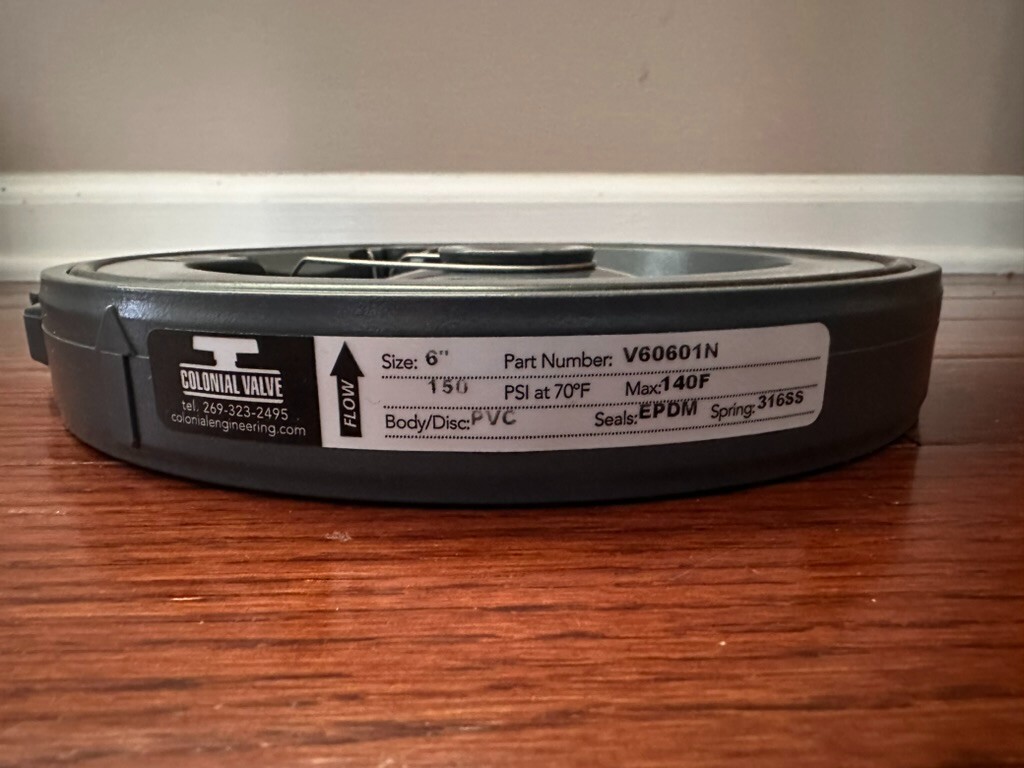 COLONIAL VALVE
tel. 269-323-2495
colonialengineering.com
FLOW
Size: 6" Part Number: V60601N
150 PSI at 70°F Max: 140F
Body/Disc: PVC Seals: EPDM Spring: 316SS